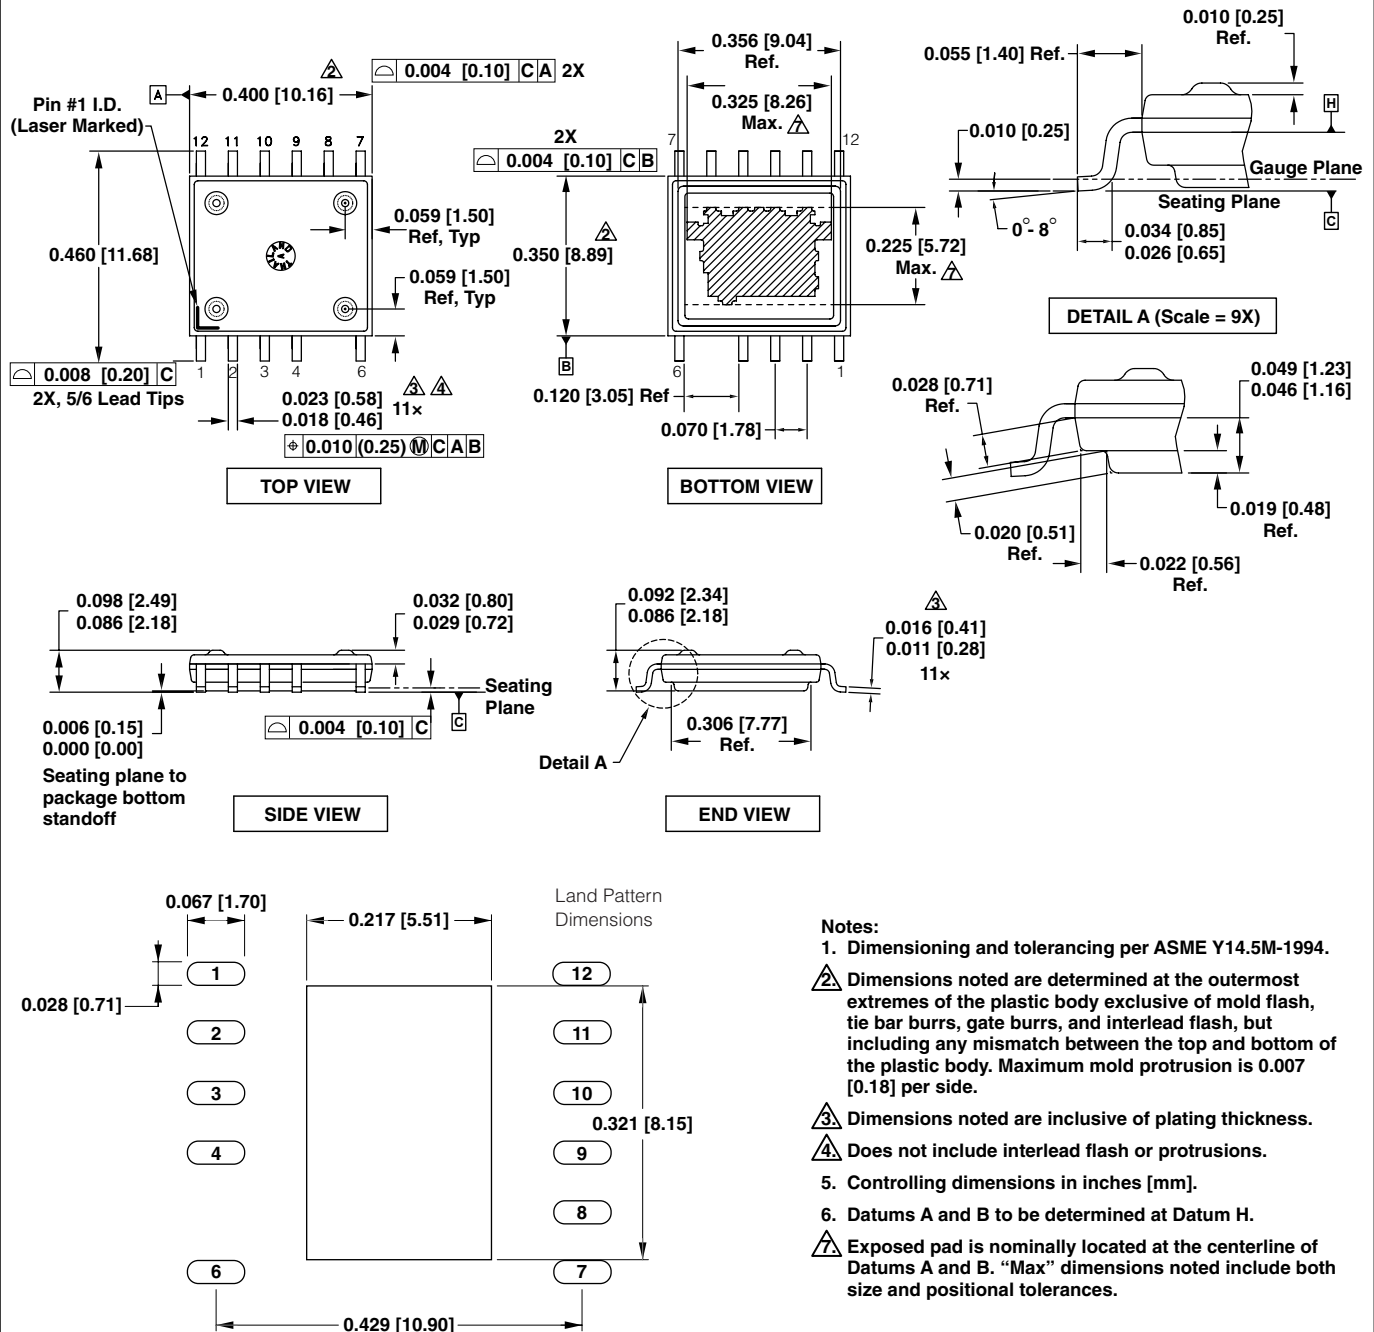 0.010 [0.25]
Ref.
0.356 [9.04]
Ref.
0.055 [1.40] Ref.
2
0.004 [0.10] C A 2X
A
0.400 [10.16]
0.325 [8.26]
Max. 7
H
Pin #1 I.D.
(Laser Marked)
0.010 [0.25]
2X
0.004 [0.10] C B
12 11 10 9 8 7
7 12
Gauge Plane
Seating Plane
C
0° - 8°
0.034 [0.85]
0.026 [0.65]
0.059 [1.50]
Ref, Typ
2
0.350 [8.89]
0.225 [5.72]
Max. 7
0.460 [11.68]
0.059 [1.50]
Ref, Typ
DETAIL A (Scale = 9X)
B
1 2 3 4 6
6 1
0.008 [0.20] C
2X, 5/6 Lead Tips
3 4
0.023 [0.58]
0.018 [0.46]
11×
⌖ 0.010 (0.25) Ⓜ C A B
0.120 [3.05] Ref
0.070 [1.78]
0.028 [0.71]
Ref.
0.049 [1.23]
0.046 [1.16]
TOP VIEW
BOTTOM VIEW
0.019 [0.48]
Ref.
0.020 [0.51]
Ref.
0.022 [0.56]
Ref.
0.098 [2.49]
0.086 [2.18]
0.032 [0.80]
0.029 [0.72]
0.092 [2.34]
0.086 [2.18]
3
0.016 [0.41]
0.011 [0.28]
11×
Seating
Plane
0.004 [0.10] C
C
0.006 [0.15]
0.000 [0.00]
Seating plane to
package bottom
standoff
0.306 [7.77]
Ref.
Detail A
SIDE VIEW
END VIEW
Land Pattern
Dimensions
0.067 [1.70]
0.217 [5.51]
0.028 [0.71]
1 12
2 11
3 10
0.321 [8.15]
4 9
8
6 7
0.429 [10.90]
Notes:
1. Dimensioning and tolerancing per ASME Y14.5M-1994.
2. Dimensions noted are determined at the outermost
extremes of the plastic body exclusive of mold flash,
tie bar burrs, gate burrs, and interlead flash, but
including any mismatch between the top and bottom of
the plastic body. Maximum mold protrusion is 0.007
[0.18] per side.
3. Dimensions noted are inclusive of plating thickness.
4. Does not include interlead flash or protrusions.
5. Controlling dimensions in inches [mm].
6. Datums A and B to be determined at Datum H.
7. Exposed pad is nominally located at the centerline of
Datums A and B. “Max” dimensions noted include both
size and positional tolerances.